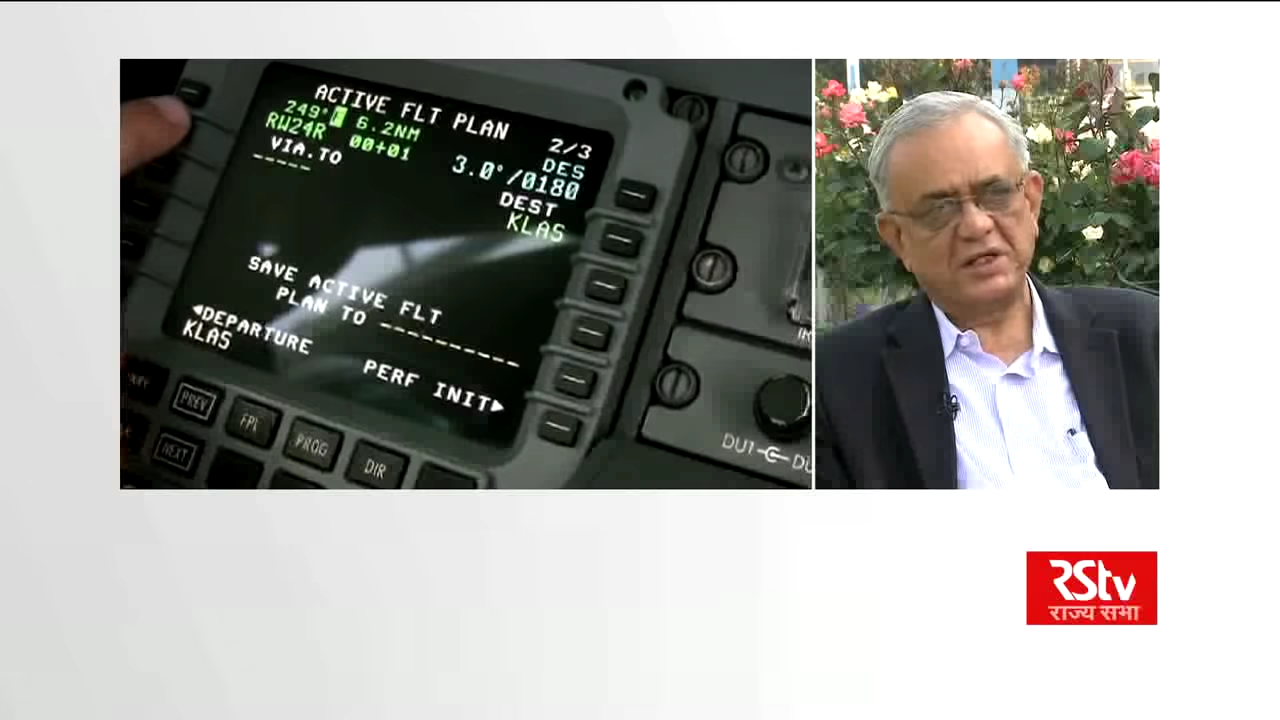 ACTIVE FLT PLAN
2/3
249° 6.2NM
DES
RW24R 00+01
3.0°/0180
VIA.TO
-----
DEST
KLAS
SAVE ACTIVE FLT
PLAN TO ----------
◄DEPARTURE
KLAS
PERF INIT►
PREV
FPL
PROG
DIR
NEXT
DU1
RStv
राज्य सभा